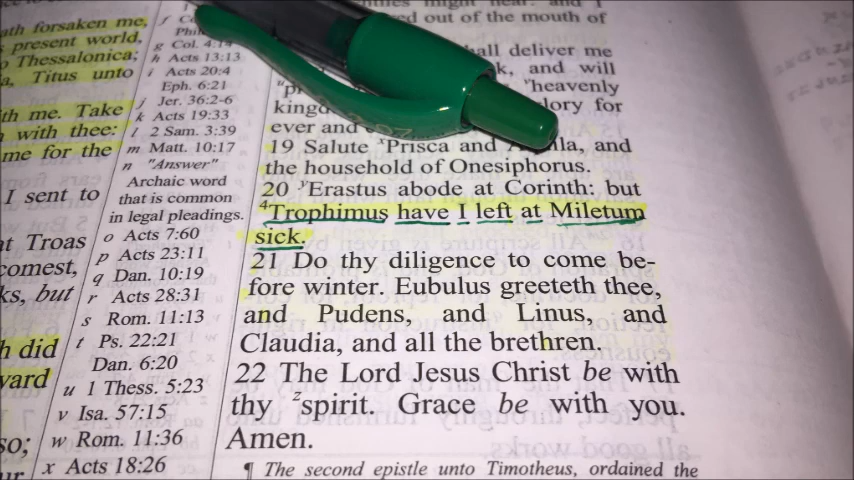 ath forsaken me,
present world,
Thessalonica;
Titus unto
th me. Take
with thee:
me for the
I sent to
at Troas
comest,
ks, but
h did
ward
so;
g Col. 4:14
h Acts 13:13
i Acts 20:4
Eph. 6:21
j Jer. 36:2-6
k Acts 19:33
l 2 Sam. 3:39
m Matt. 10:17
n "Answer"
Archaic word
that is common
in legal pleadings.
o Acts 7:60
p Acts 23:11
q Dan. 10:19
r Acts 28:31
s Rom. 11:13
t Ps. 22:21
Dan. 6:20
u 1 Thess. 5:23
v Isa. 57:15
w Rom. 11:36
x Acts 18:26
out of the mouth of
all deliver me
k, and will
heavenly
kingd lory for
ever and
19 Salute Prisca and A la, and
the household of Onesiphorus.
20 yErastus abode at Corinth: but
4Trophimus have I left at Miletum
sick.
21 Do thy diligence to come be-
fore winter. Eubulus greeteth thee,
and Pudens, and Linus, and
Claudia, and all the brethren.
22 The Lord Jesus Christ be with
thy zspirit. Grace be with you.
Amen.
¶ The second epistle unto Timotheus, ordained the